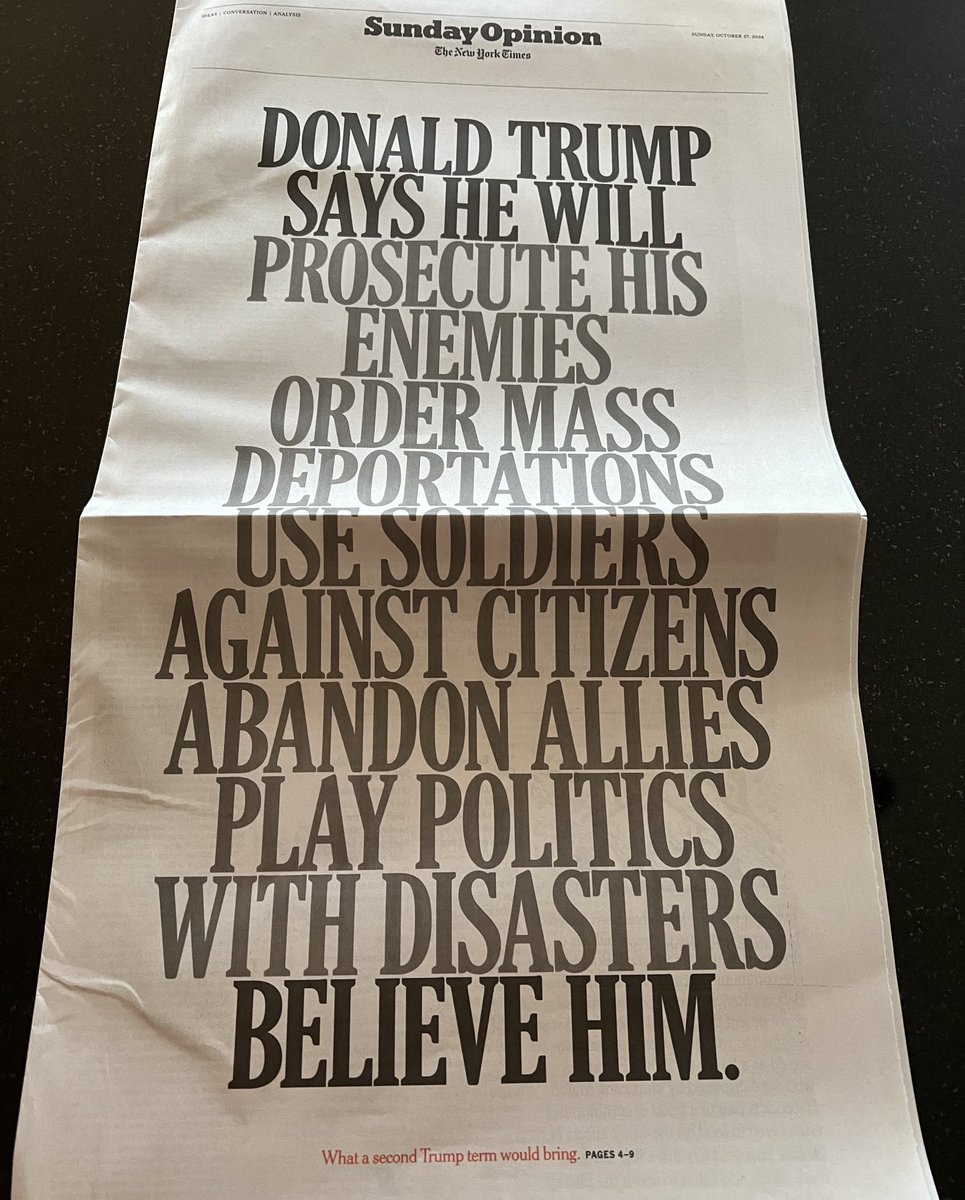 IDEAS | CONVERSATION | ANALYSIS
Sunday Opinion
SUNDAY, OCTOBER 27, 2024
The New York Times
DONALD TRUMP
SAYS HE WILL
PROSECUTE HIS
ENEMIES
ORDER MASS
DEPORTATIONS
USE SOLDIERS
AGAINST CITIZENS
ABANDON ALLIES
PLAY POLITICS
WITH DISASTERS
BELIEVE HIM.
What a second Trump term would bring. PAGES 4–9